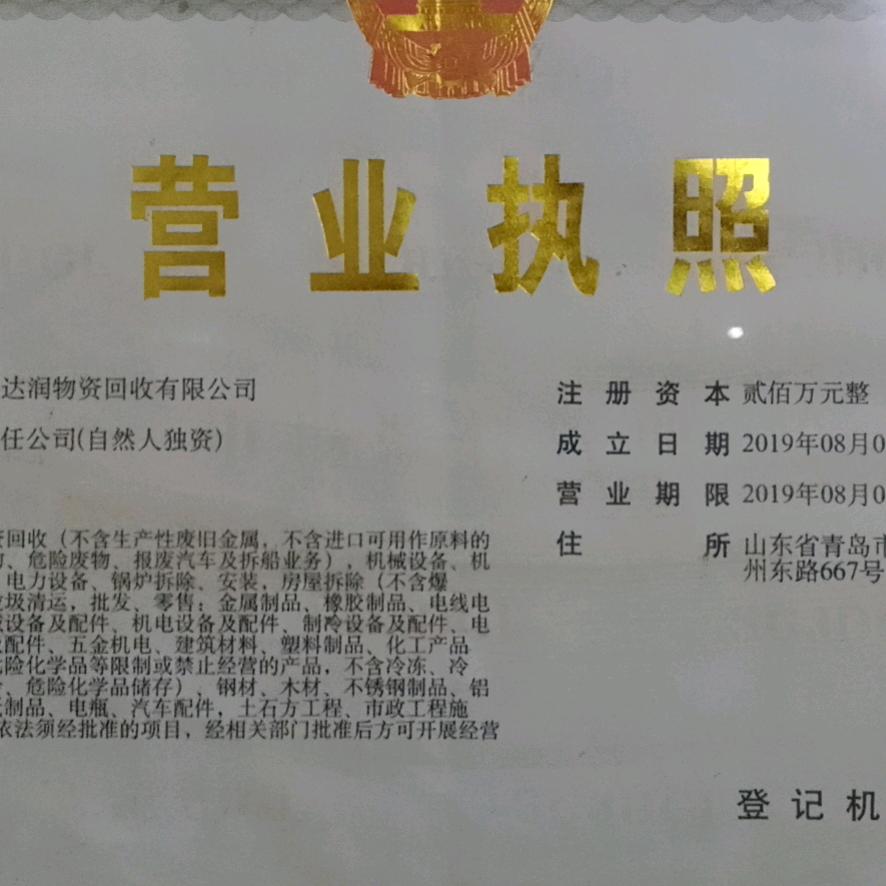 营业执照
达润物资回收有限公司
任公司(自然人独资)
注册资本 贰佰万元整
成立日期 2019年08月0
营业期限 2019年08月0
住所 山东省青岛市
州东路667号
回收（不含生产性废旧金属，不含进口可用作原料的
、危险废物、报废汽车及拆船业务），机械设备、机
电力设备、锅炉拆除、安装，房屋拆除（不含爆
圾清运，批发、零售：金属制品、橡胶制品、电线电
设备及配件、机电设备及配件、制冷设备及配件、电
配件、五金机电、建筑材料、塑料制品、化工产品
险化学品等限制或禁止经营的产品，不含冷冻、冷
、危险化学品储存）、钢材、木材、不锈钢制品、铝
制品、电瓶、汽车配件，土石方工程、市政工程施
依法须经批准的项目，经相关部门批准后方可开展经营
登记机